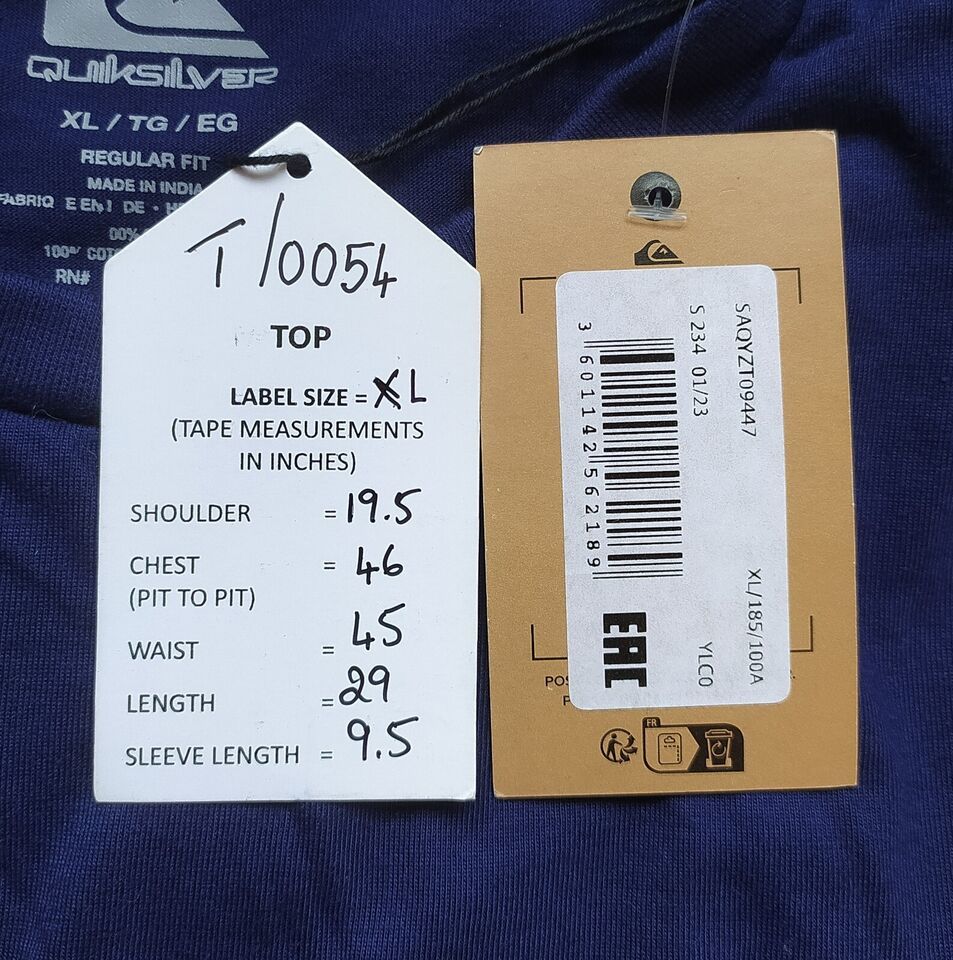 QUIKSILVER
XL / TG / EG
REGULAR FIT
MADE IN INDIA
RN#
T/0054
TOP
LABEL SIZE = XL
(TAPE MEASUREMENTS
IN INCHES)
SHOULDER = 19.5
CHEST = 46
(PIT TO PIT)
WAIST = 45
LENGTH = 29
SLEEVE LENGTH = 9.5
SAQYZT09447
S 234 01/23
3 601142 562189
XL/185/100A
YLC0
EAC
FR